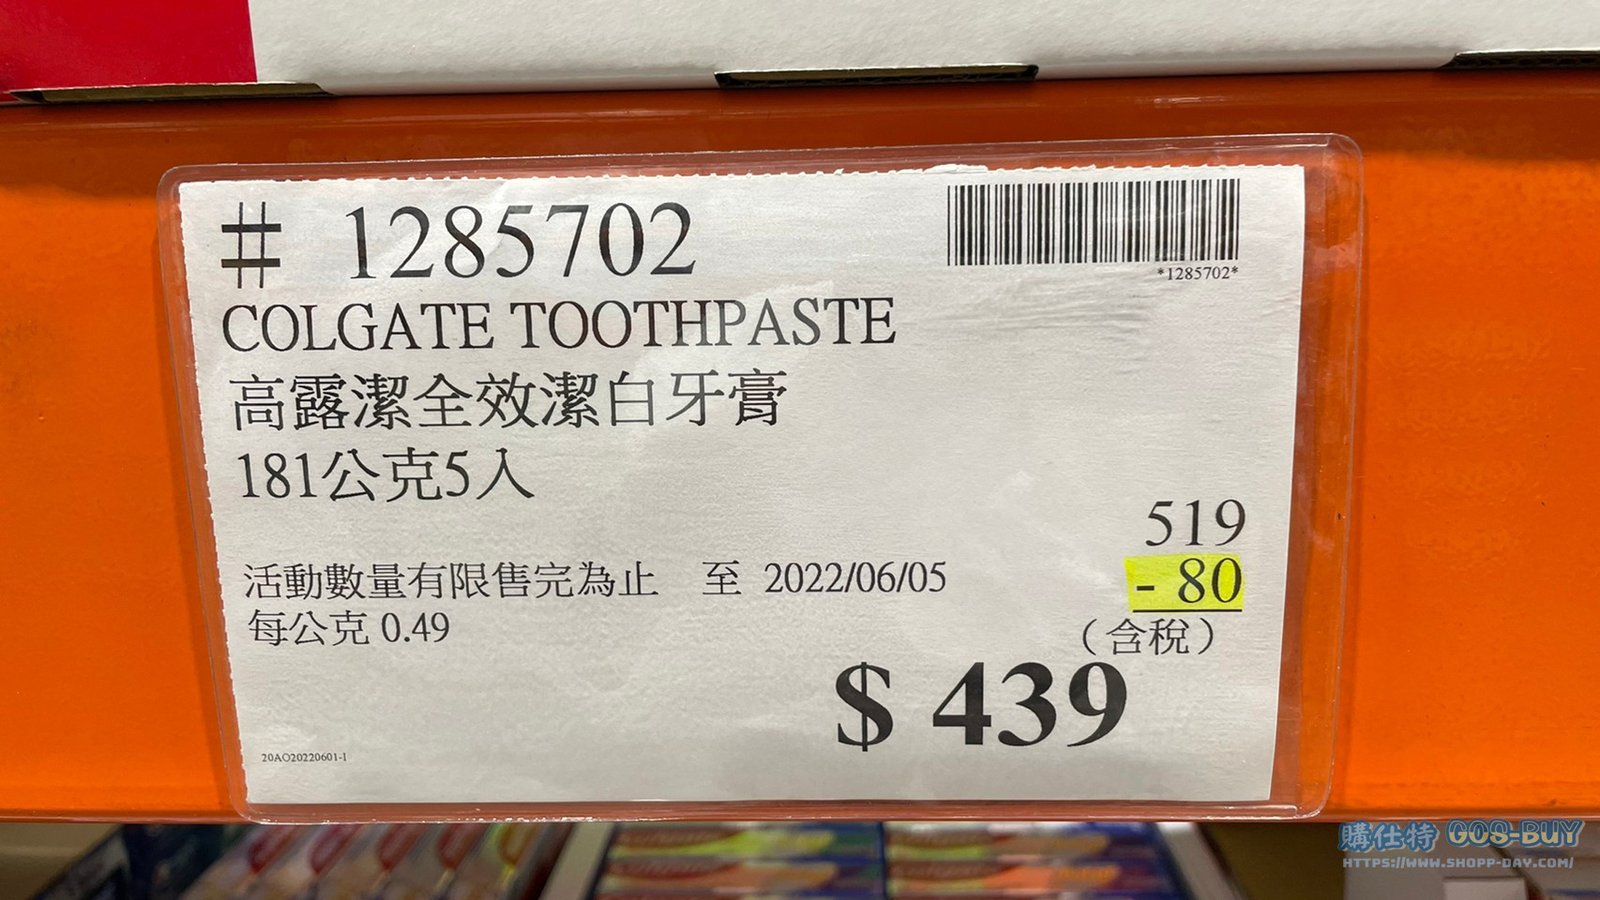 # 1285702
*1285702*
COLGATE TOOTHPASTE
高露潔全效潔白牙膏
181公克5入
519
活動數量有限售完為止 至 2022/06/05
- 80
每公克 0.49
（含稅）
$ 439
20AO20220601-1
購仕特 GOS-BUY
HTTPS://WWW.SHOPP-DAY.COM/